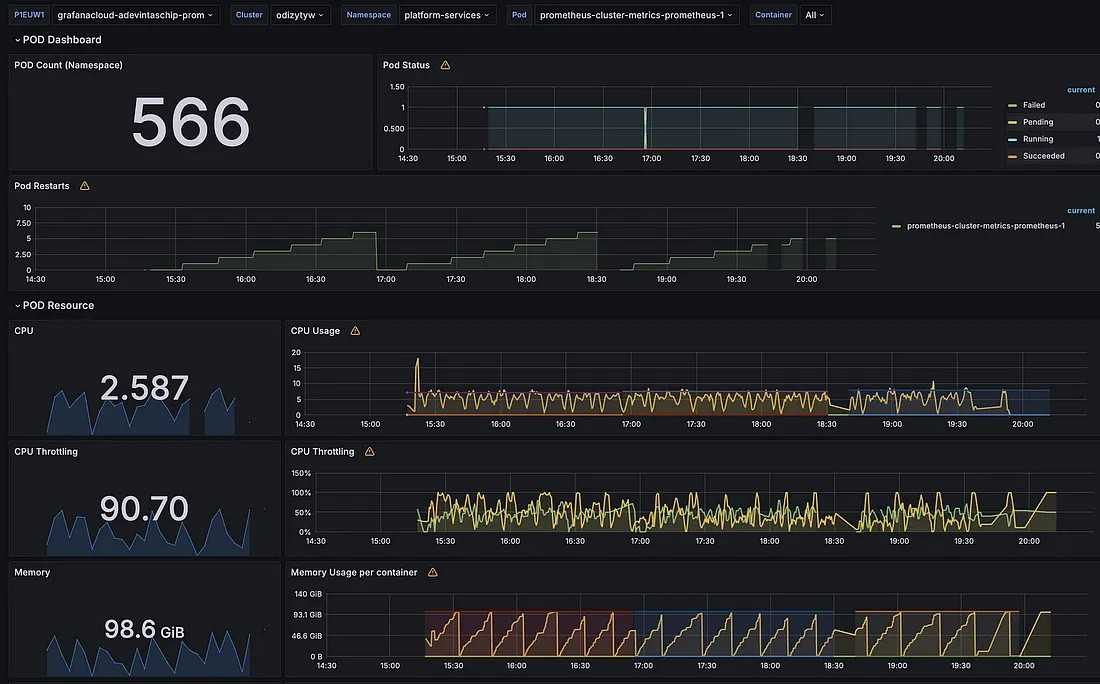 P1EUW1 grafanacloud-adevintaschip-prom Cluster odizytyw Namespace platform-services Pod prometheus-cluster-metrics-prometheus-1 Container All
POD Dashboard
POD Count (Namespace)
566
Pod Status
1.50
1
0.500
0
14:30 15:00 15:30 16:00 16:30 17:00 17:30 18:00 18:30 19:00 19:30 20:00
current
Failed 0
Pending 0
Running 1
Succeeded 0
Pod Restarts
10
7.50
5
2.50
0
14:30 15:00 15:30 16:00 16:30 17:00 17:30 18:00 18:30 19:00 19:30 20:00
current
prometheus-cluster-metrics-prometheus-1 5
POD Resource
CPU
2.587
CPU Usage
20
15
10
5
0
14:30 15:00 15:30 16:00 16:30 17:00 17:30 18:00 18:30 19:00 19:30 20:00
CPU Throttling
90.70
CPU Throttling
150%
100%
50%
0%
14:30 15:00 15:30 16:00 16:30 17:00 17:30 18:00 18:30 19:00 19:30 20:00
Memory
98.6 GiB
Memory Usage per container
140 GiB
93.1 GiB
46.6 GiB
0 B
14:30 15:00 15:30 16:00 16:30 17:00 17:30 18:00 18:30 19:00 19:30 20:00